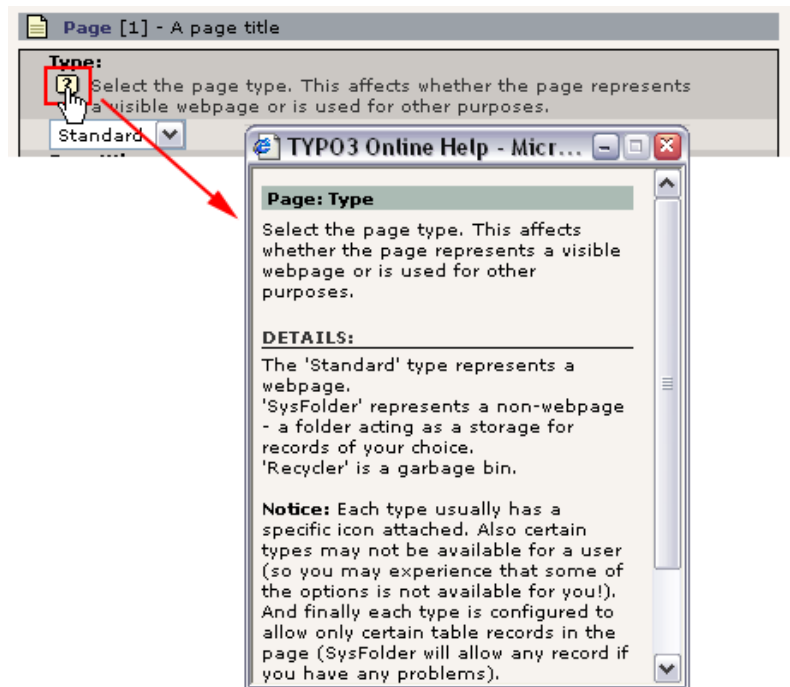 Page [1] - A page title
Type:
? Select the page type. This affects whether the page represents
a visible webpage or is used for other purposes.
Standard
TYPO3 Online Help - Micr...
Page: Type
Select the page type. This affects
whether the page represents a visible
webpage or is used for other
purposes.
DETAILS:
The 'Standard' type represents a
webpage.
'SysFolder' represents a non-webpage
- a folder acting as a storage for
records of your choice.
'Recycler' is a garbage bin.
Notice: Each type usually has a
specific icon attached. Also certain
types may not be available for a user
(so you may experience that some of
the options is not available for you!).
And finally each type is configured to
allow only certain table records in the
page (SysFolder will allow any record if
you have any problems).